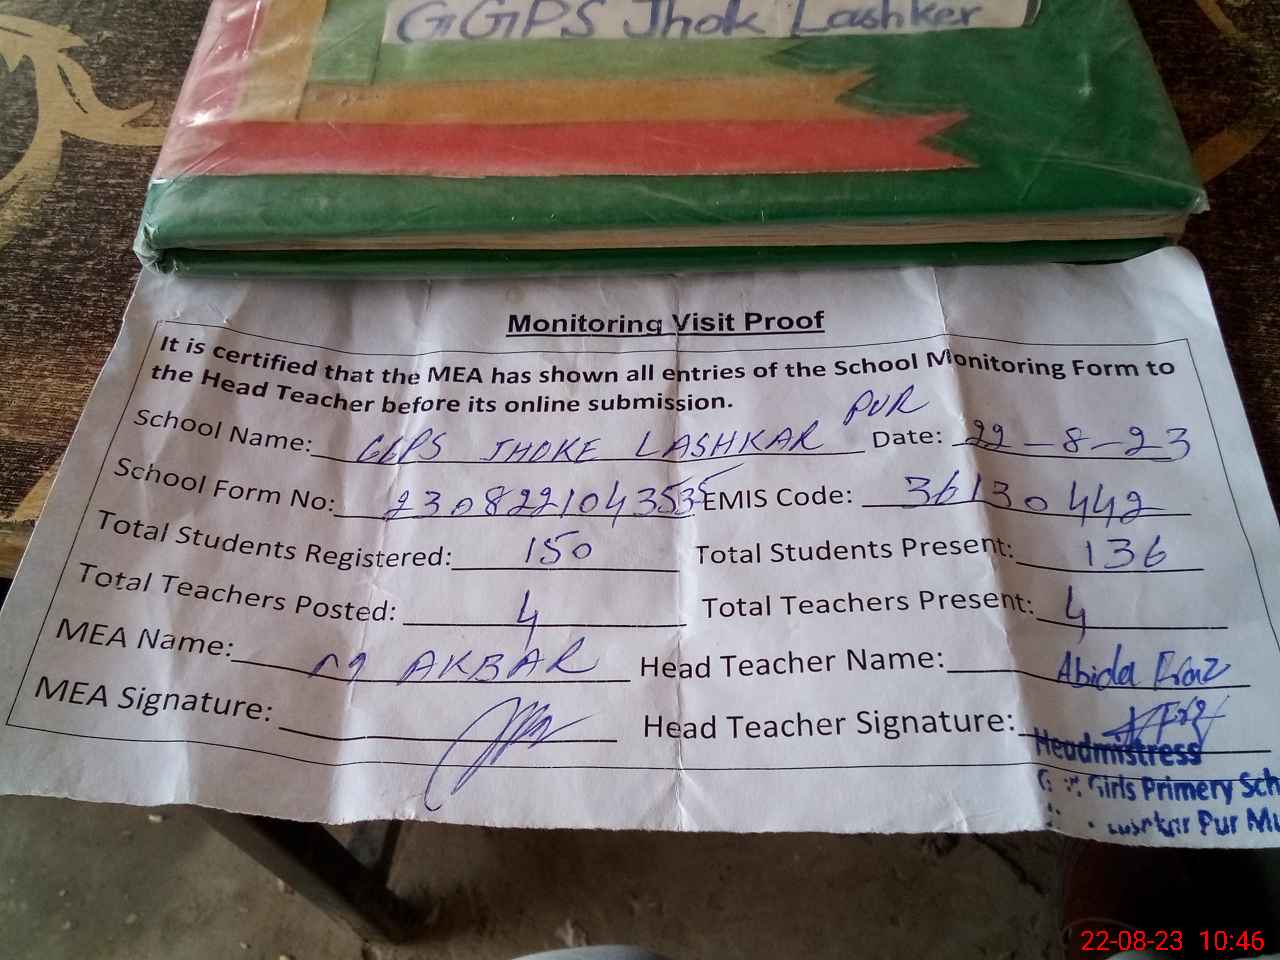 GGPS Jhok Lashker
Monitoring Visit Proof
It is certified that the MEA has shown all entries of the School Monitoring Form to
the Head Teacher before its online submission.
School Name: GGPS JHOKE LASHKAR PUR Date: 22-8-23
School Form No: 2308221043535 EMIS Code: 36130442
Total Students Registered: 150 Total Students Present: 136
Total Teachers Posted: 4 Total Teachers Present: 4
MEA Name: M AKBAR Head Teacher Name: Abida
MEA Signature: Head Teacher Signature:
Headmistress
Girls Primery Sch
Pur Mu
22-08-23 10:46